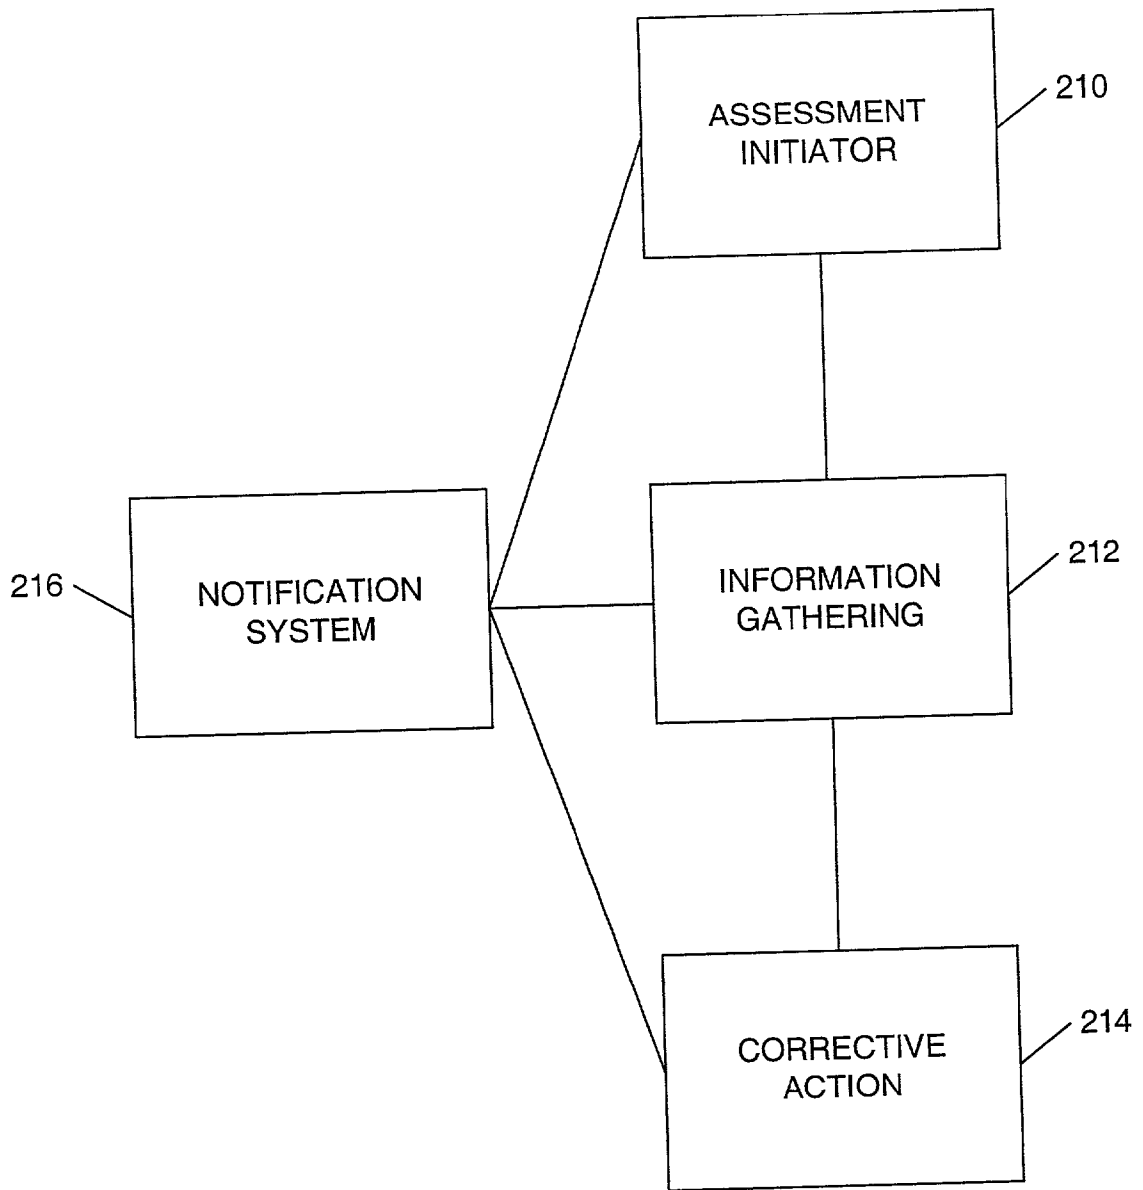 ASSESSMENT
INITIATOR
210
INFORMATION
GATHERING
212
216
NOTIFICATION
SYSTEM
CORRECTIVE
ACTION
214